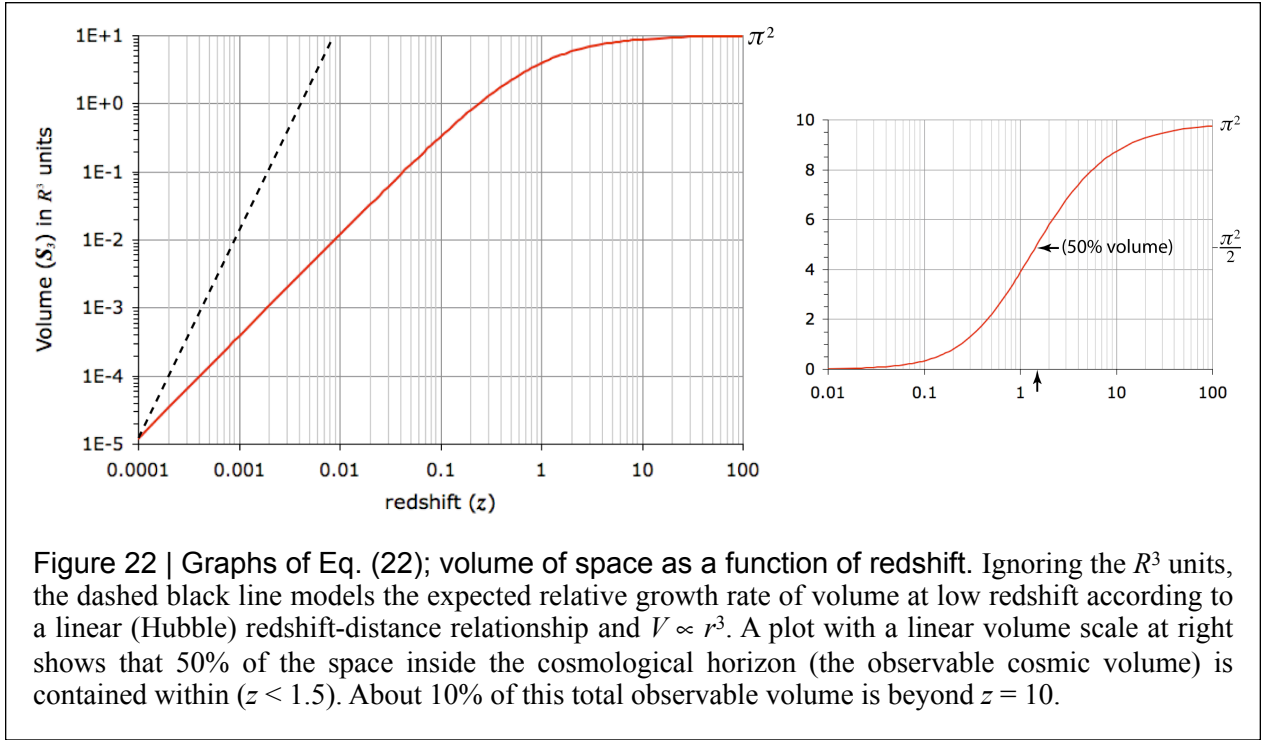 1E+1
1E+0
1E-1
1E-2
1E-3
1E-4
1E-5
Volume (S₃) in R³ units
π²
0.0001 0.001 0.01 0.1 1 10 100
redshift (z)
10
8
6
4
2
0
π²
(50% volume)
π²/2
0.01 0.1 1 10 100
Figure 22 | Graphs of Eq. (22); volume of space as a function of redshift. Ignoring the R³ units,
the dashed black line models the expected relative growth rate of volume at low redshift according to
a linear (Hubble) redshift-distance relationship and V ∝ r³. A plot with a linear volume scale at right
shows that 50% of the space inside the cosmological horizon (the observable cosmic volume) is
contained within (z < 1.5). About 10% of this total observable volume is beyond z = 10.